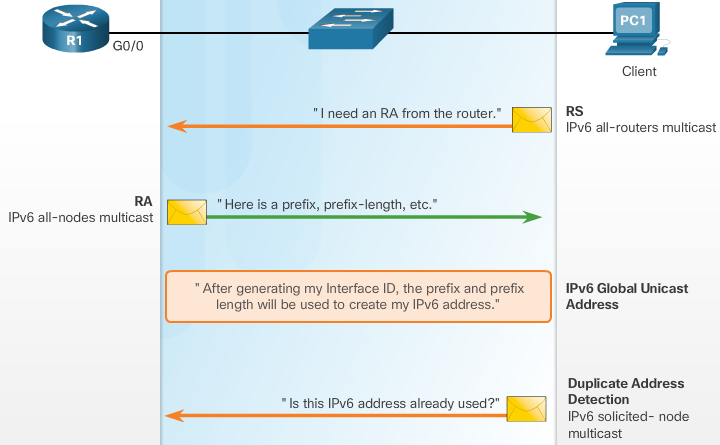 R1
G0/0
PC1
Client
"I need an RA from the router."
RS
IPv6 all-routers multicast
RA
IPv6 all-nodes multicast
"Here is a prefix, prefix-length, etc."
"After generating my Interface ID, the prefix and prefix
length will be used to create my IPv6 address."
IPv6 Global Unicast
Address
"Is this IPv6 address already used?"
Duplicate Address
Detection
IPv6 solicited- node
multicast